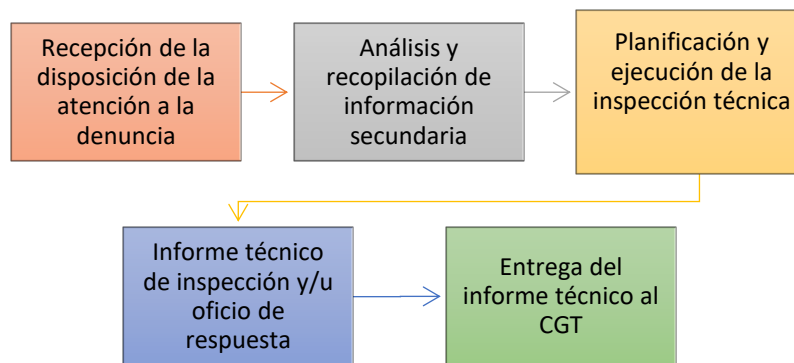 Recepción de la
disposición de la
atención a la
denuncia
Análisis y
recopilación de
información
secundaria
Planificación y
ejecución de la
inspección técnica
Informe técnico
de inspección y/u
oficio de
respuesta
Entrega del
informe técnico al
CGT